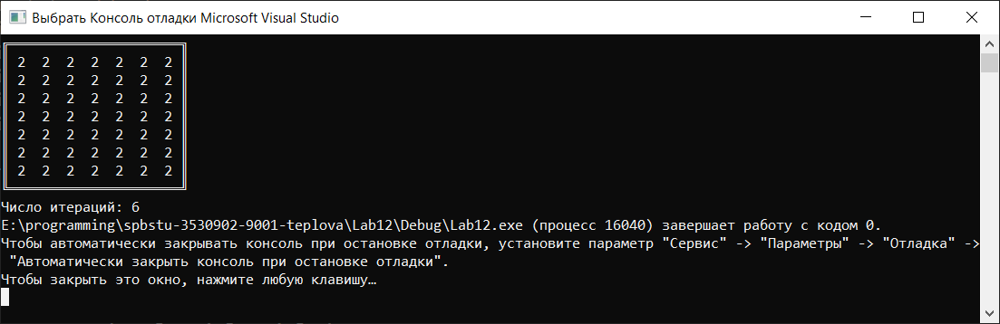 Выбрать Консоль отладки Microsoft Visual Studio
2 2 2 2 2 2 2
2 2 2 2 2 2 2
2 2 2 2 2 2 2
2 2 2 2 2 2 2
2 2 2 2 2 2 2
2 2 2 2 2 2 2
2 2 2 2 2 2 2
Число итераций: 6
E:\programming\spbstu-3530902-9001-teplova\Lab12\Debug\Lab12.exe (процесс 16040) завершает работу с кодом 0.
Чтобы автоматически закрывать консоль при остановке отладки, установите параметр "Сервис" -> "Параметры" -> "Отладка" ->
"Автоматически закрыть консоль при остановке отладки".
Чтобы закрыть это окно, нажмите любую клавишу…